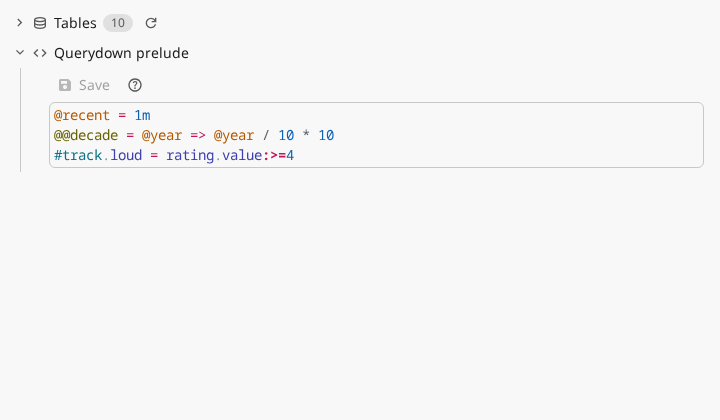 Tables 10
Querydown prelude
Save
@recent = 1m
@@decade = @year => @year / 10 * 10
#track.loud = rating.value:>=4